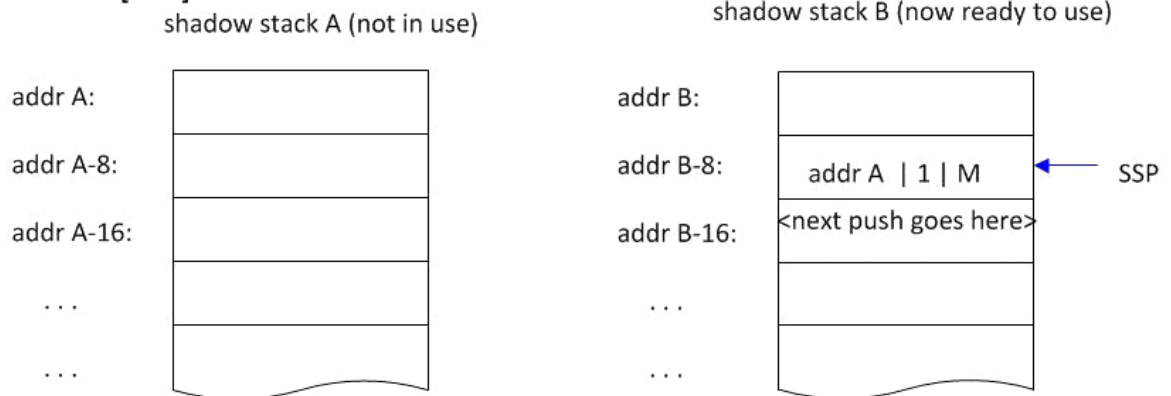 shadow stack A (not in use)
addr A:
addr A-8:
addr A-16:
. . .
. . .
shadow stack B (now ready to use)
addr B:
addr B-8:
addr A | 1 | M
SSP
addr B-16:
<next push goes here>
. . .
. . .